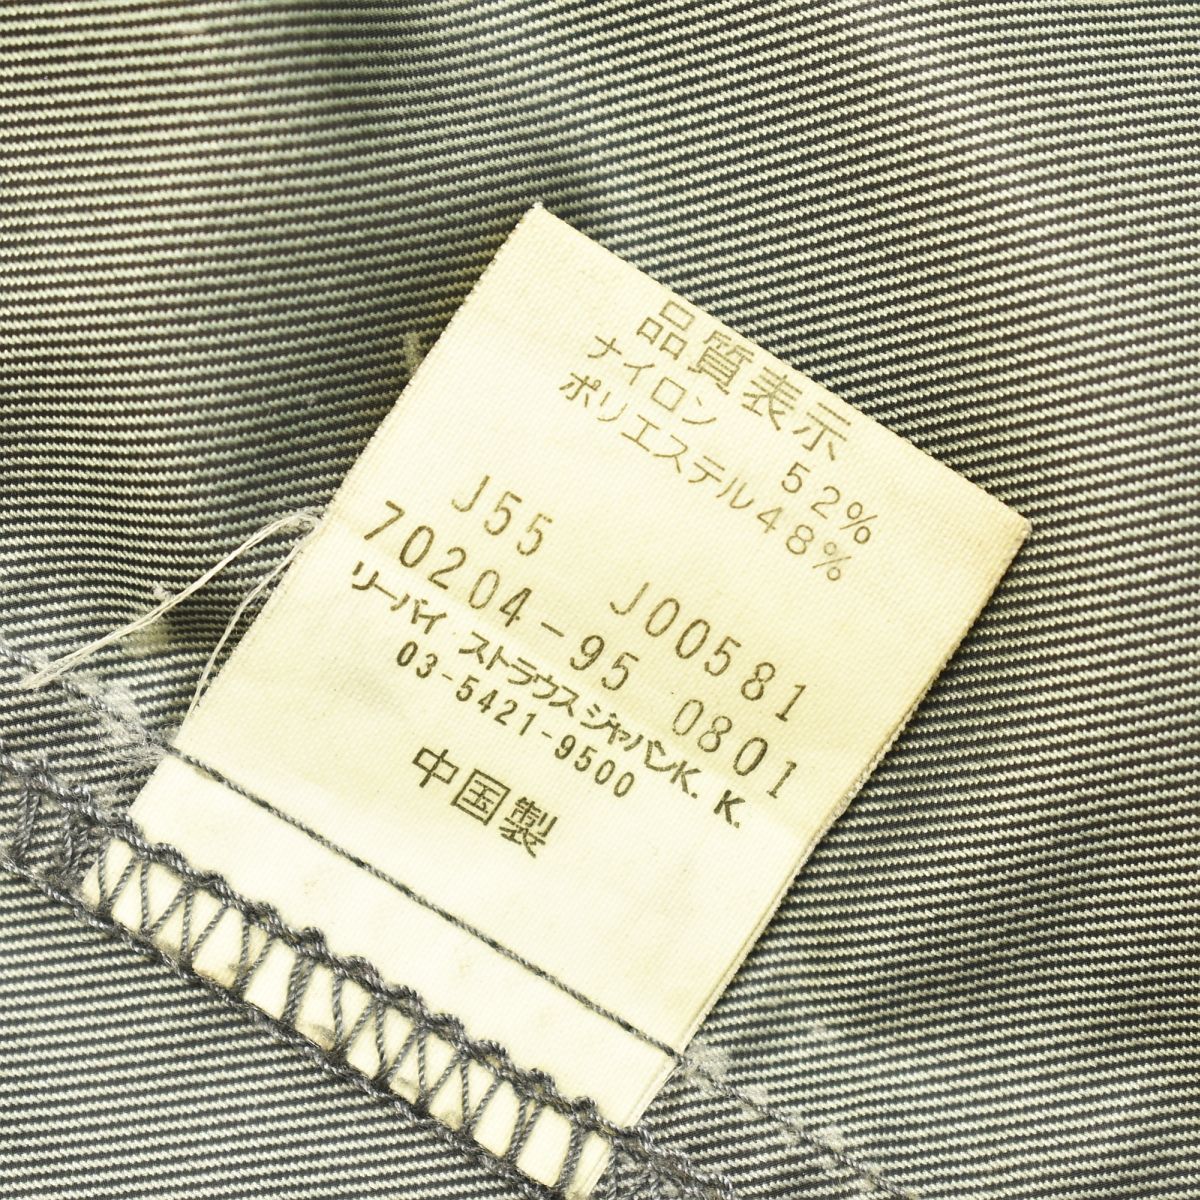 品質表示
ナイロン 52%
ポリエステル48%
J55 J00581
70204-95 0801
リーバイ・ストラウスジャパンK.K.
03-5421-9500
中国製